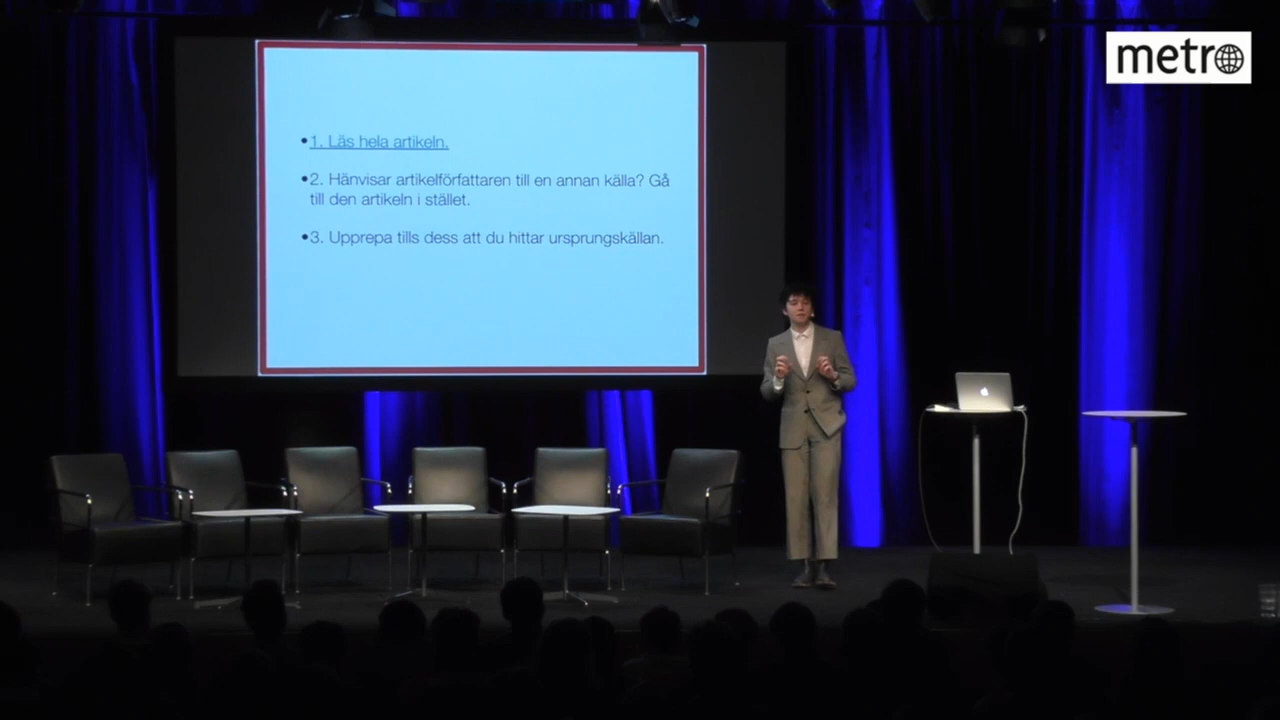 metro
•1. Läs hela artikeln.
•2. Hänvisar artikelförfattaren till en annan källa? Gå
till den artikeln i stället.
•3. Upprepa tills dess att du hittar ursprungskällan.